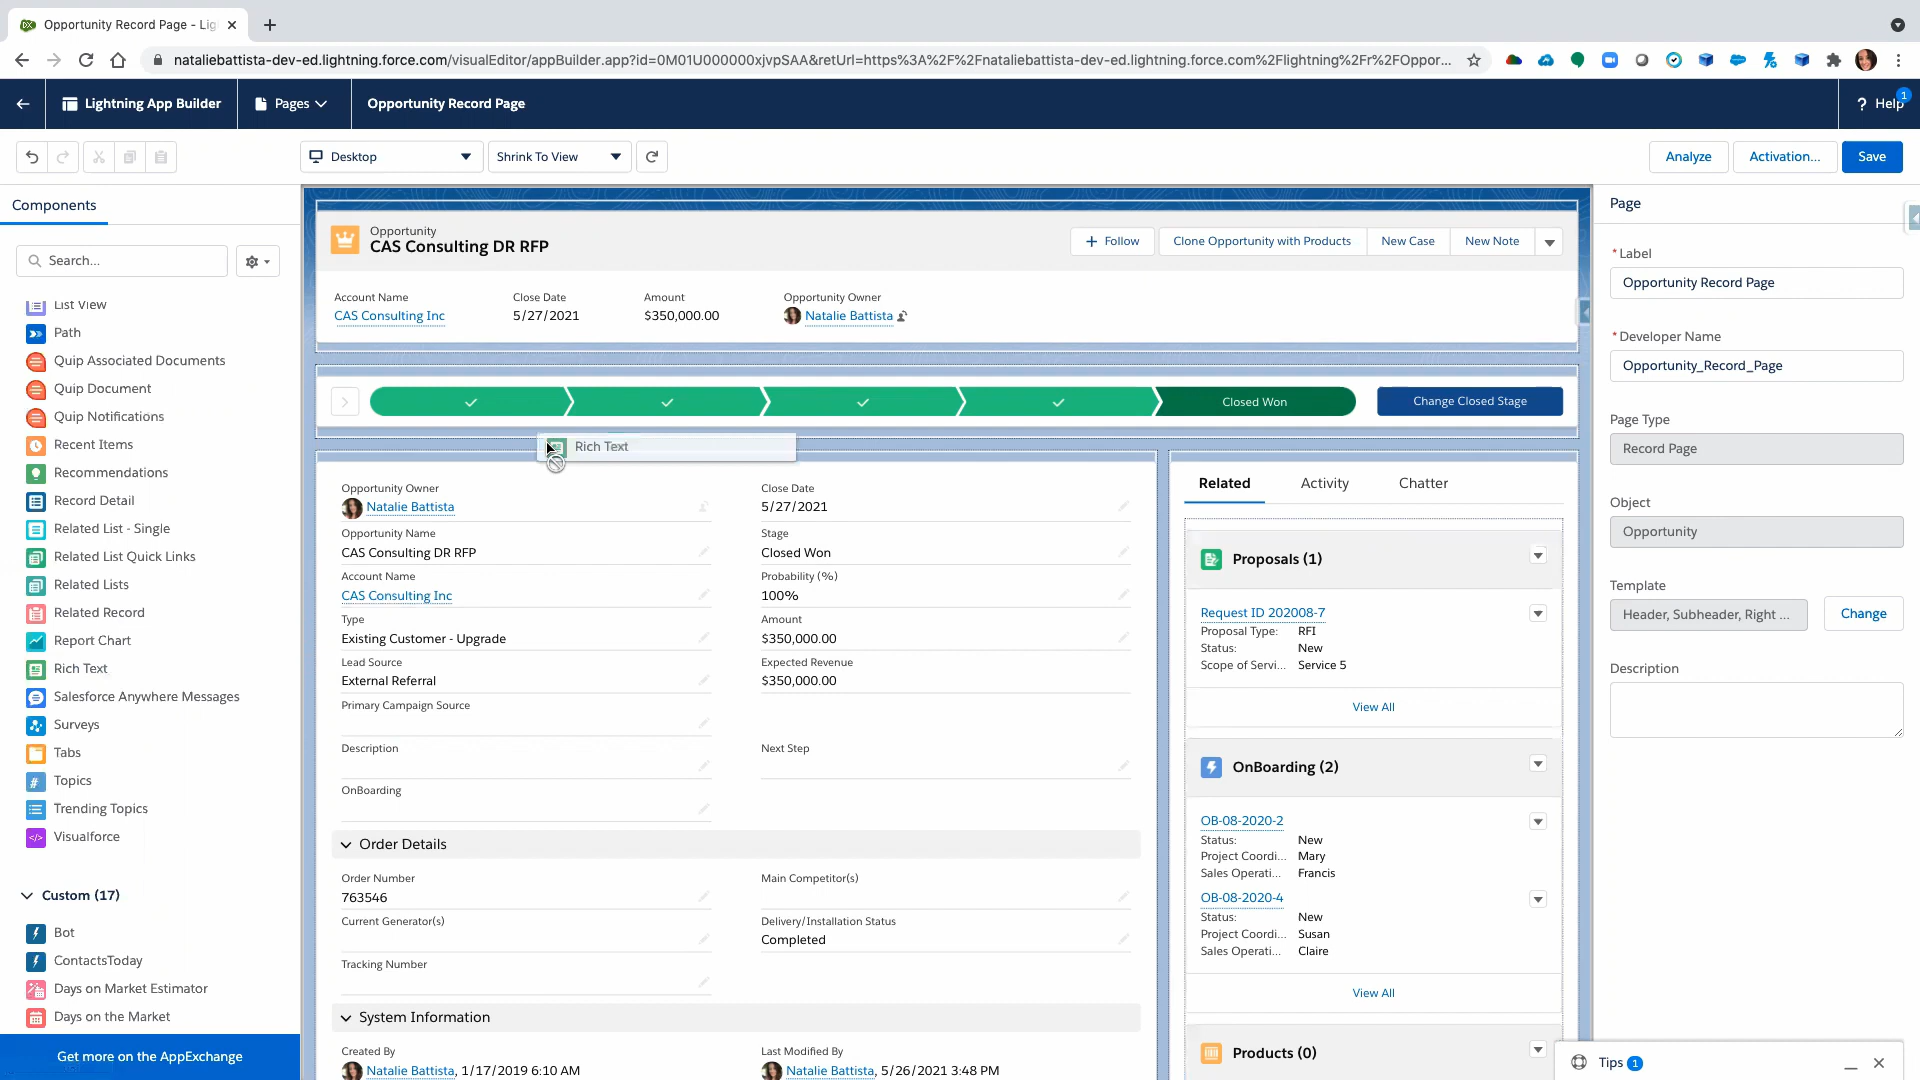 Opportunity Record Page - Lig
nataliebattista-dev-ed.lightning.force.com/visualEditor/appBuilder.app?id=0M01U000000xjvpSAA&retUrl=https%3A%2F%2Fnataliebattista-dev-ed.lightning.force.com%2Flightning%2Fr%2FOppor...
Lightning App Builder
Pages
Opportunity Record Page
? Help
1
Desktop
Shrink To View
Analyze
Activation...
Save
Components
Search...
List View
Path
Quip Associated Documents
Quip Document
Quip Notifications
Recent Items
Recommendations
Record Detail
Related List - Single
Related List Quick Links
Related Lists
Related Record
Report Chart
Rich Text
Salesforce Anywhere Messages
Surveys
Tabs
Topics
Trending Topics
Visualforce
Custom (17)
Bot
ContactsToday
Days on Market Estimator
Days on the Market
Get more on the AppExchange
Opportunity
CAS Consulting DR RFP
+ Follow
Clone Opportunity with Products
New Case
New Note
Account Name
CAS Consulting Inc
Close Date
5/27/2021
Amount
$350,000.00
Opportunity Owner
Natalie Battista
Closed Won
Change Closed Stage
Rich Text
Opportunity Owner
Natalie Battista
Close Date
5/27/2021
Opportunity Name
CAS Consulting DR RFP
Stage
Closed Won
Account Name
CAS Consulting Inc
Probability (%)
100%
Type
Existing Customer - Upgrade
Amount
$350,000.00
Lead Source
External Referral
Expected Revenue
$350,000.00
Primary Campaign Source
Description
Next Step
OnBoarding
Order Details
Order Number
763546
Main Competitor(s)
Current Generator(s)
Delivery/Installation Status
Completed
Tracking Number
System Information
Created By
Natalie Battista, 1/17/2019 6:10 AM
Last Modified By
Natalie Battista, 5/26/2021 3:48 PM
Related
Activity
Chatter
Proposals (1)
Request ID 202008-7
Proposal Type: RFI
Status: New
Scope of Servi... Service 5
View All
OnBoarding (2)
OB-08-2020-2
Status: New
Project Coordi... Mary
Sales Operati... Francis
OB-08-2020-4
Status: New
Project Coordi... Susan
Sales Operati... Claire
View All
Products (0)
Page
*Label
Opportunity Record Page
*Developer Name
Opportunity_Record_Page
Page Type
Record Page
Object
Opportunity
Template
Header, Subheader, Right ...
Change
Description
Tips 1